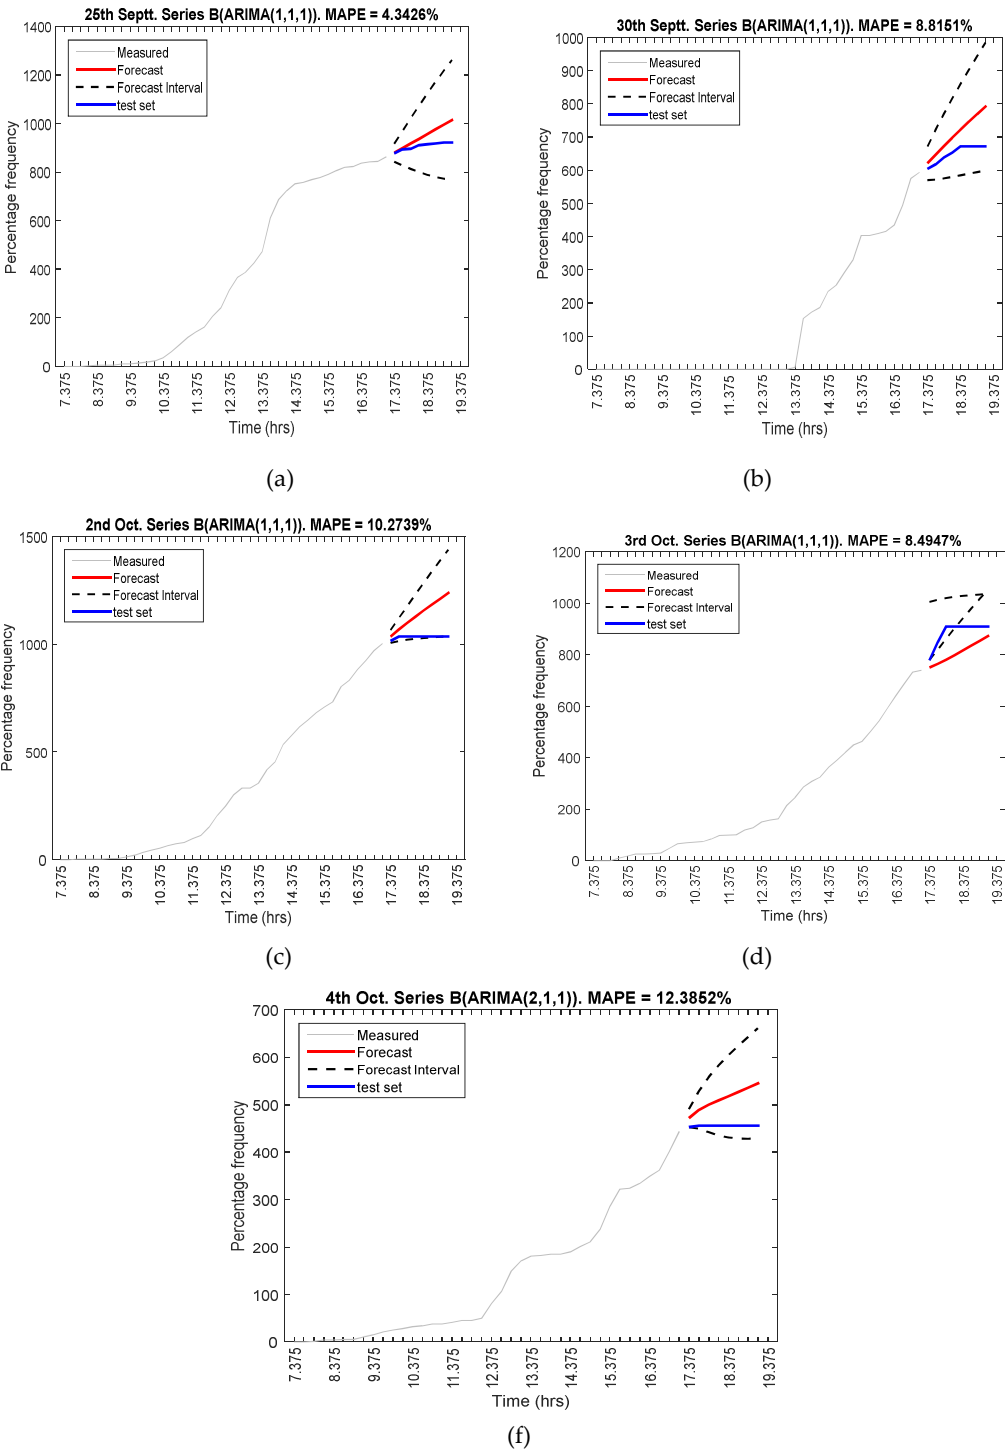 25th Septt. Series B(ARIMA(1,1,1)). MAPE = 4.3426%
1400
1200
1000
800
600
400
200
0
Percentage frequency
Measured
Forecast
Forecast Interval
test set
7.375
8.375
9.375
10.375
11.375
12.375
13.375
14.375
15.375
16.375
17.375
18.375
19.375
Time (hrs)
(a)
30th Septt. Series B(ARIMA(1,1,1)). MAPE = 8.8151%
1000
900
800
700
600
500
400
300
200
100
0
Percentage frequency
Measured
Forecast
Forecast Interval
test set
7.375
8.375
9.375
10.375
11.375
12.375
13.375
14.375
15.375
16.375
17.375
18.375
19.375
Time (hrs)
(b)
2nd Oct. Series B(ARIMA(1,1,1)). MAPE = 10.2739%
1500
1000
500
0
Percentage frequency
Measured
Forecast
Forecast Interval
test set
7.375
8.375
9.375
10.375
11.375
12.375
13.375
14.375
15.375
16.375
17.375
18.375
19.375
Time (hrs)
(c)
3rd Oct. Series B(ARIMA(1,1,1)). MAPE = 8.4947%
1200
1000
800
600
400
200
0
Percentage frequency
Measured
Forecast
Forecast Interval
test set
7.375
8.375
9.375
10.375
11.375
12.375
13.375
14.375
15.375
16.375
17.375
18.375
19.375
Time (hrs)
(d)
4th Oct. Series B(ARIMA(2,1,1)). MAPE = 12.3852%
700
600
500
400
300
200
100
0
Percentage frequency
Measured
Forecast
Forecast Interval
test set
7.375
8.375
9.375
10.375
11.375
12.375
13.375
14.375
15.375
16.375
17.375
18.375
19.375
Time (hrs)
(f)